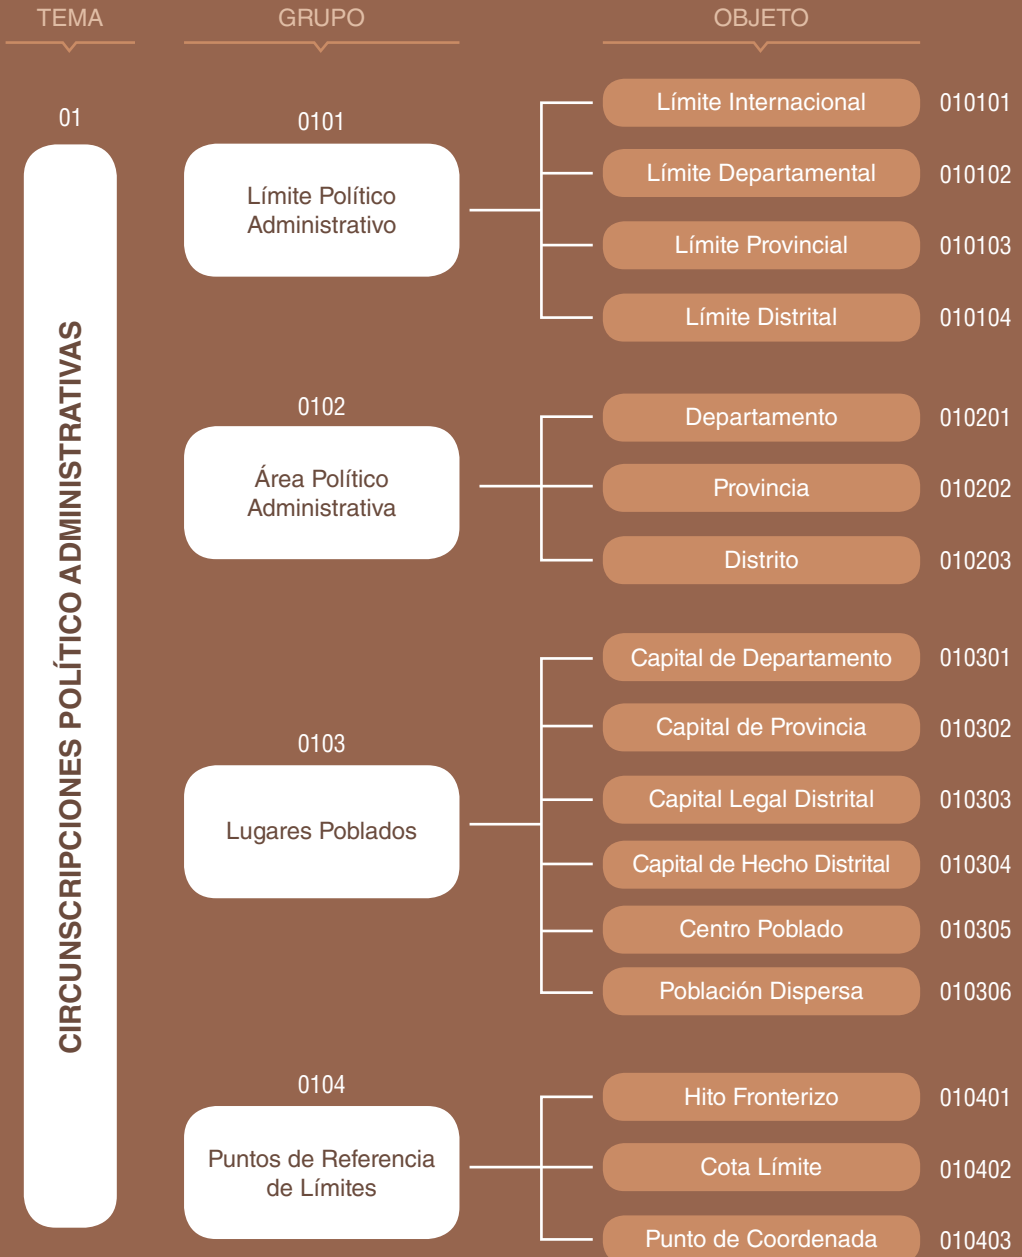 TEMA
GRUPO
OBJETO
01
CIRCUNSCRIPCIONES POLÍTICO ADMINISTRATIVAS
0101
Límite Político
Administrativo
Límite Internacional 010101
Límite Departamental 010102
Límite Provincial 010103
Límite Distrital 010104
0102
Área Político
Administrativa
Departamento 010201
Provincia 010202
Distrito 010203
0103
Lugares Poblados
Capital de Departamento 010301
Capital de Provincia 010302
Capital Legal Distrital 010303
Capital de Hecho Distrital 010304
Centro Poblado 010305
Población Dispersa 010306
0104
Puntos de Referencia
de Límites
Hito Fronterizo 010401
Cota Límite 010402
Punto de Coordenada 010403